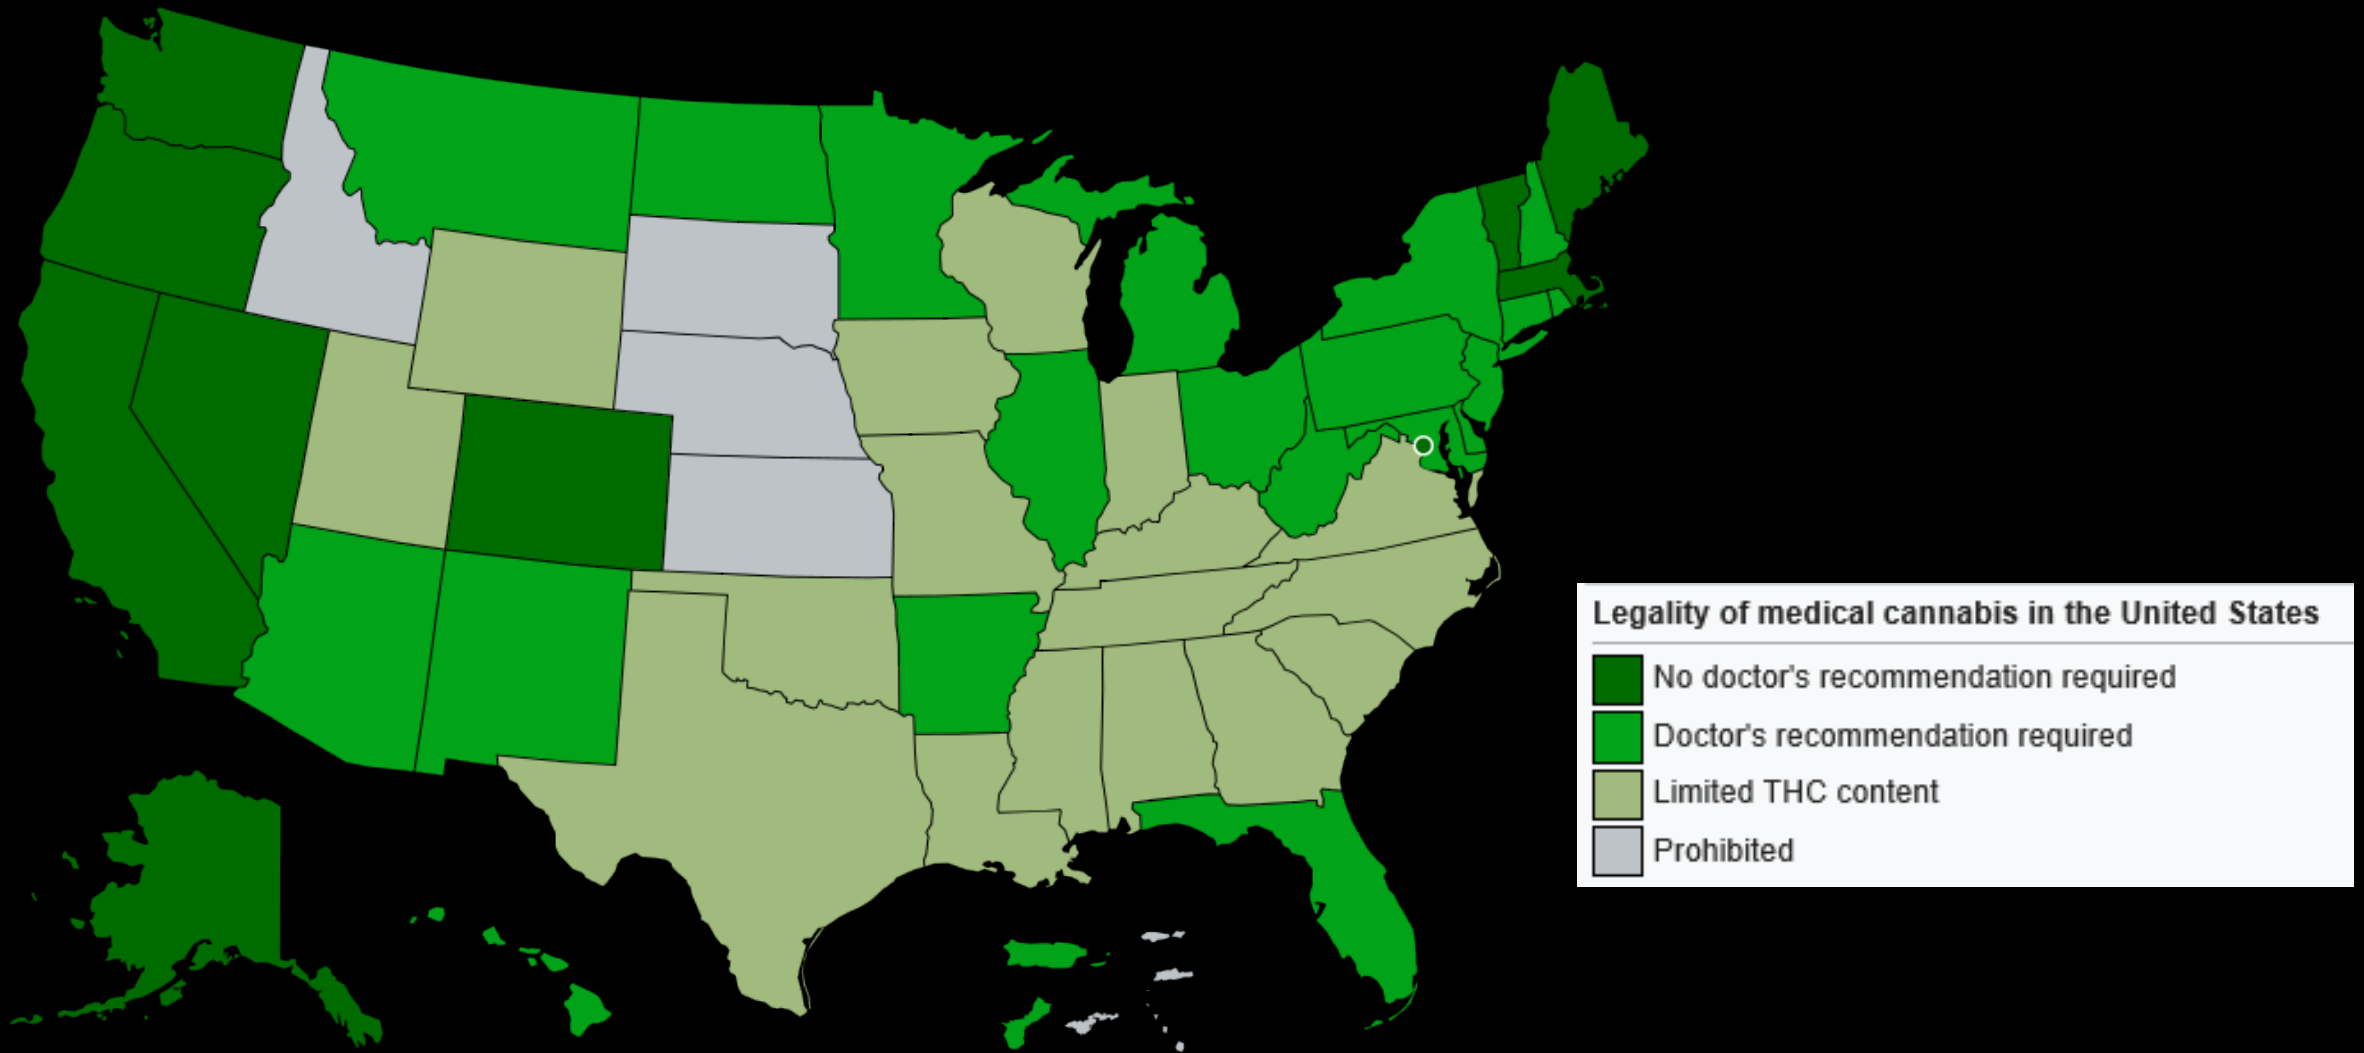 Legality of medical cannabis in the United States
No doctor's recommendation required
Doctor's recommendation required
Limited THC content
Prohibited